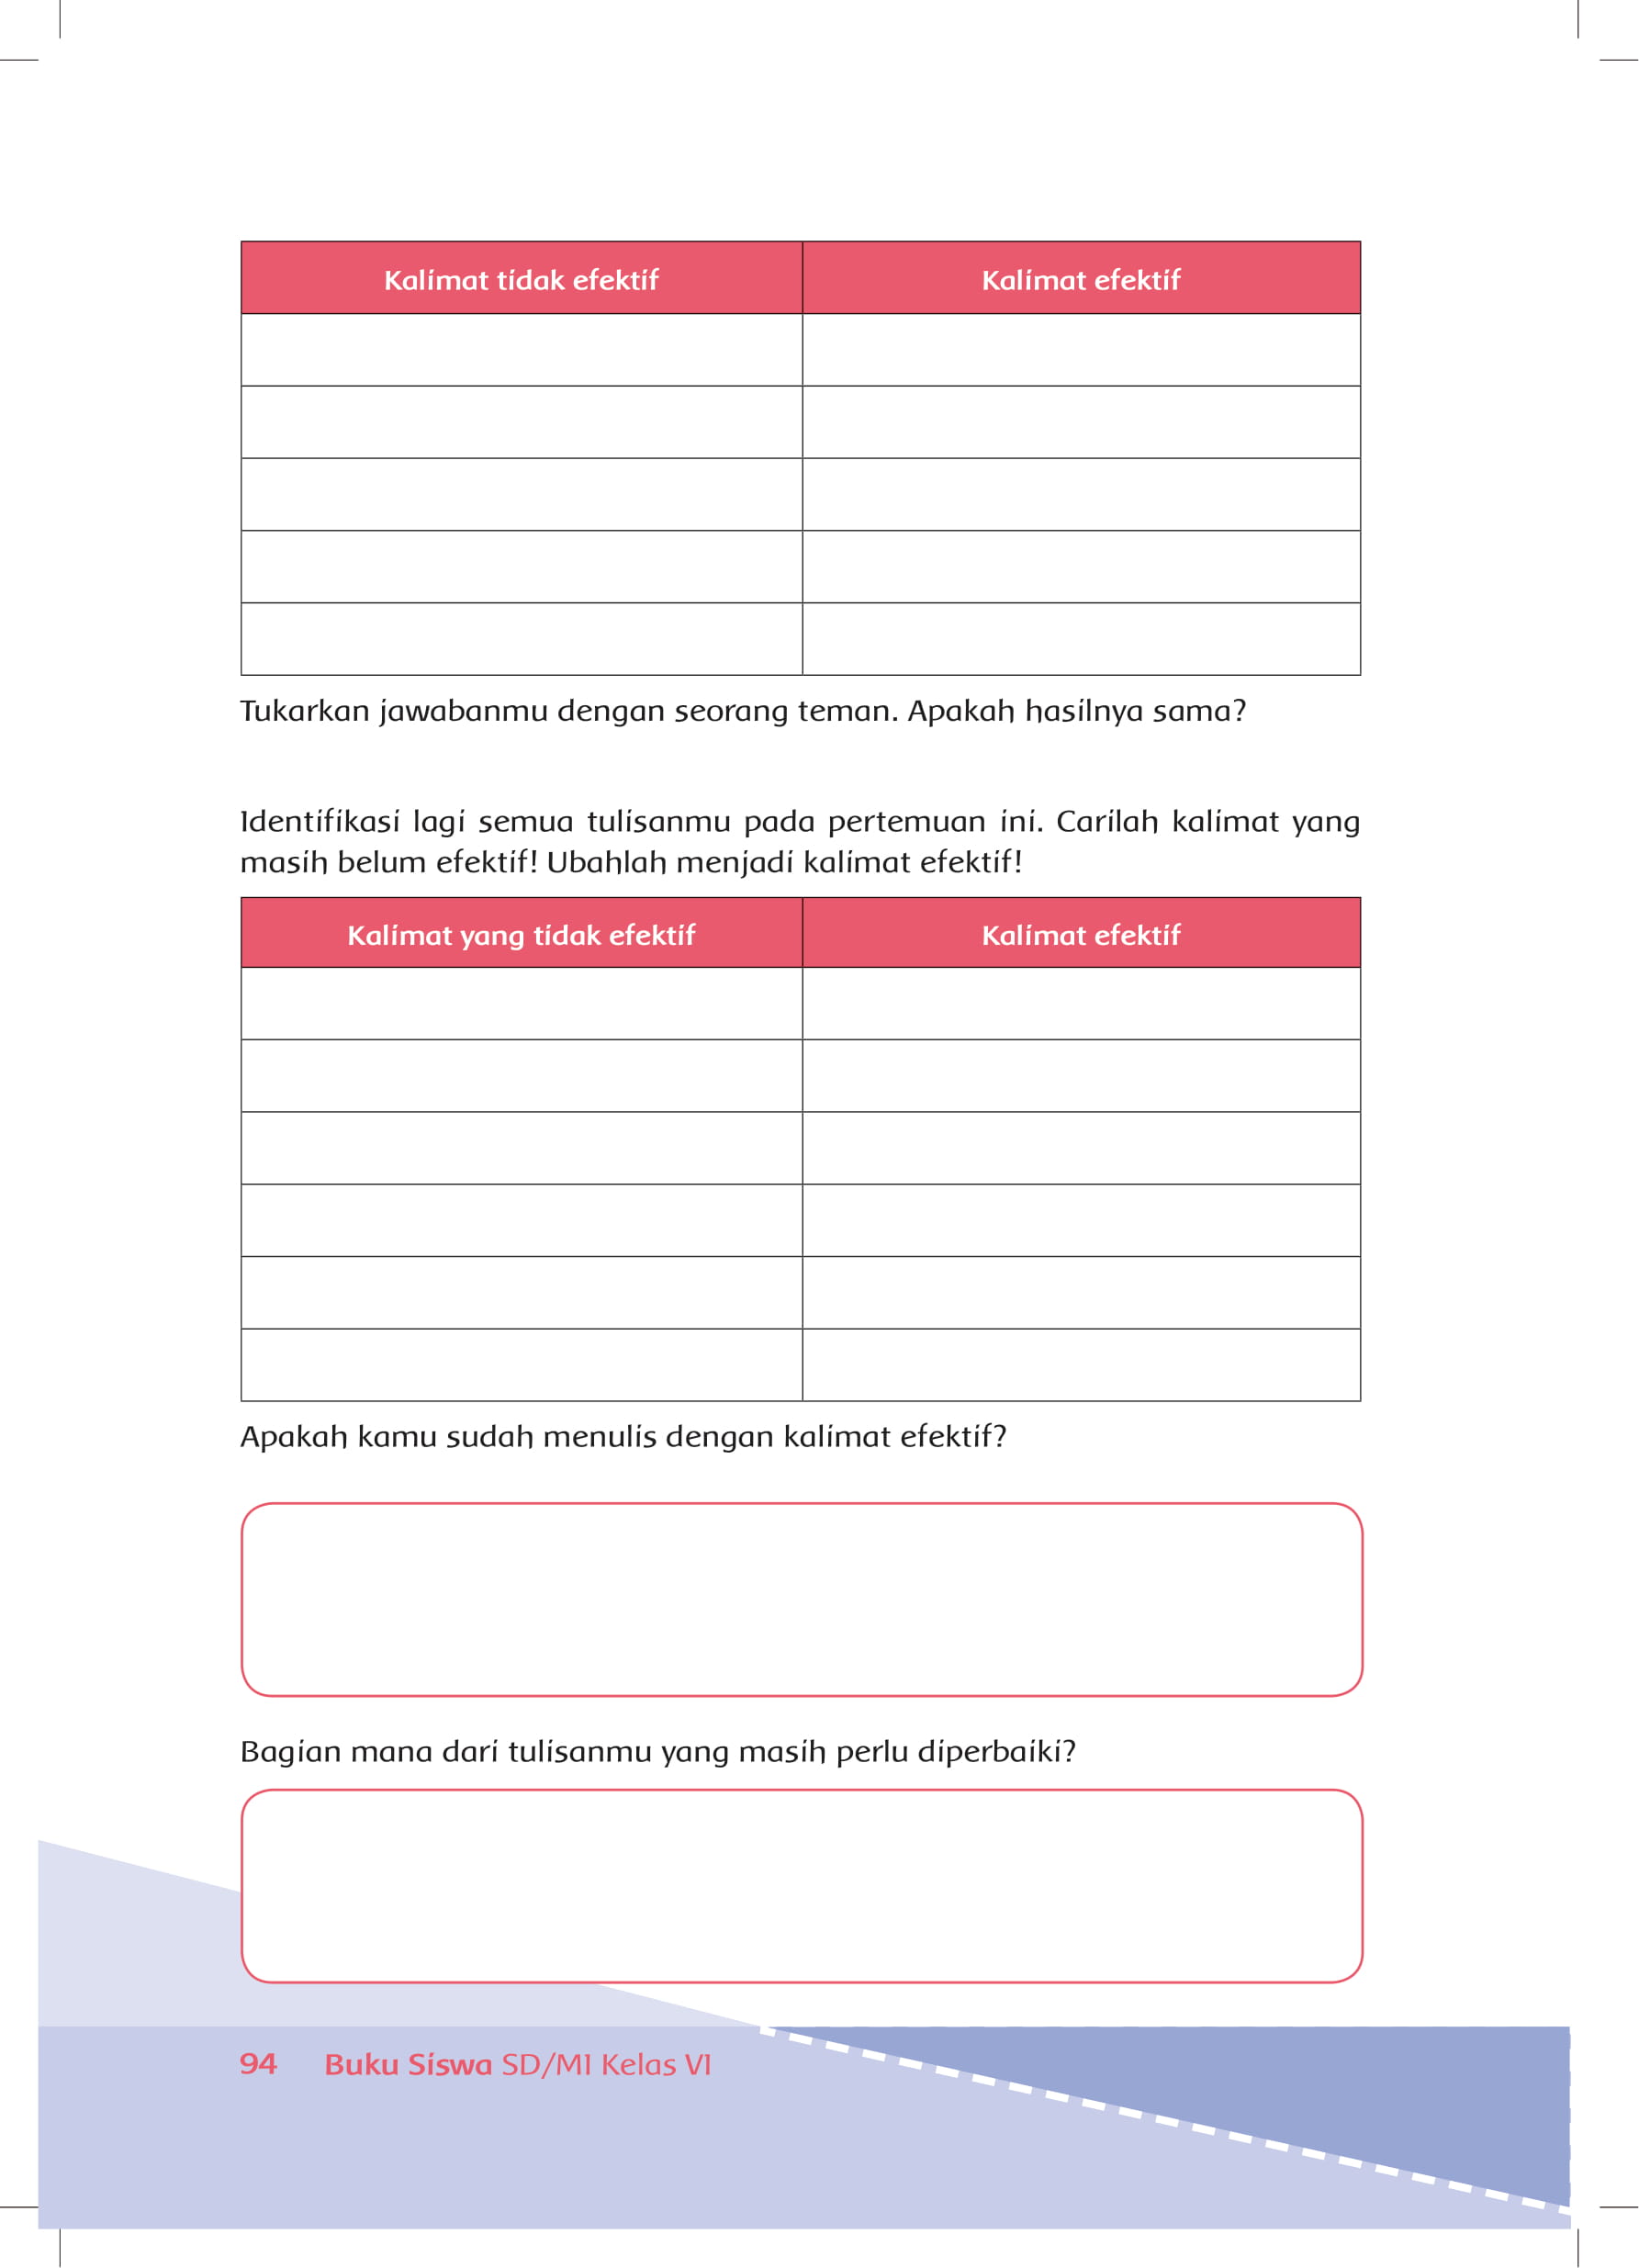 Kalimat tidak efektif Kalimat efektif
Tukarkan jawabanmu dengan seorang teman. Apakah hasilnya sama?
Identifikasi lagi semua tulisanmu pada pertemuan ini. Carilah kalimat yang
masih belum efektif! Ubahlah menjadi kalimat efektif!
Kalimat yang tidak efektif Kalimat efektif
Apakah kamu sudah menulis dengan kalimat efektif?
Bagian mana dari tulisanmu yang masih perlu diperbaiki?
94 Buku Siswa SD/MI Kelas VI